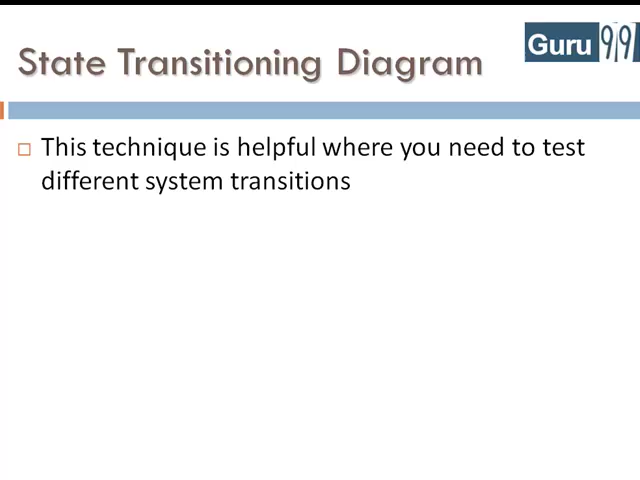 State Transitioning Diagram
Guru99
This technique is helpful where you need to test
different system transitions